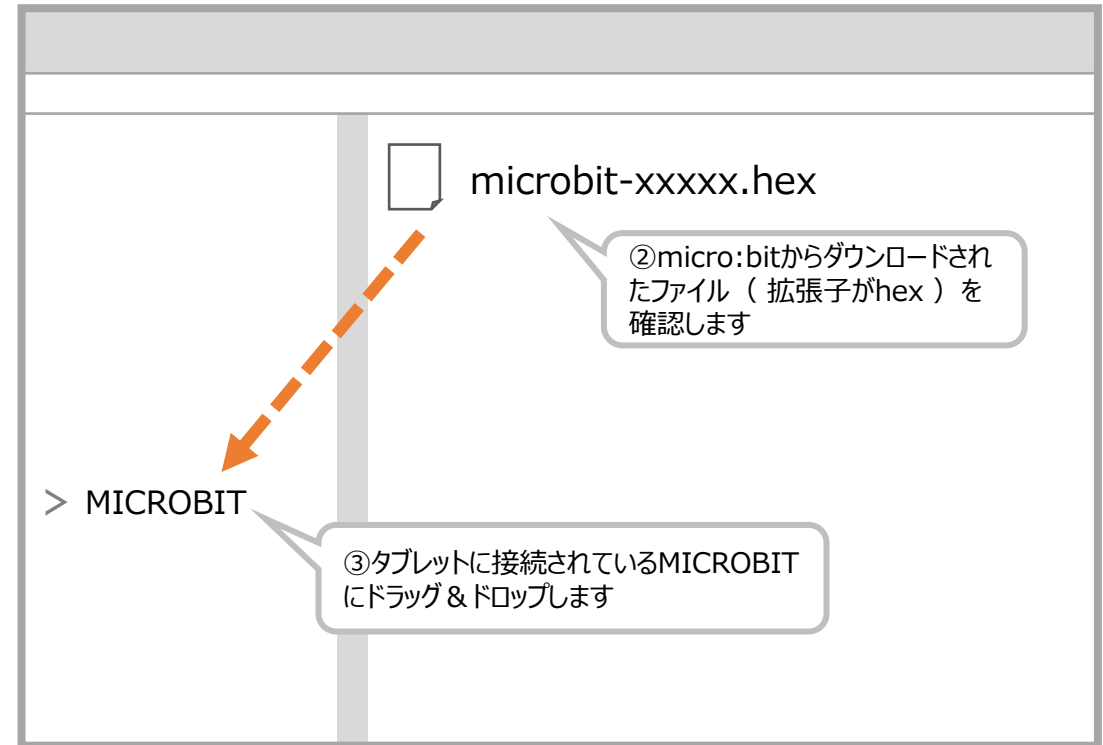 microbit-xxxxx.hex
②micro:bitからダウンロードされ
たファイル（ 拡張子がhex ）を
確認します
> MICROBIT
③タブレットに接続されているMICROBIT
にドラッグ＆ドロップします